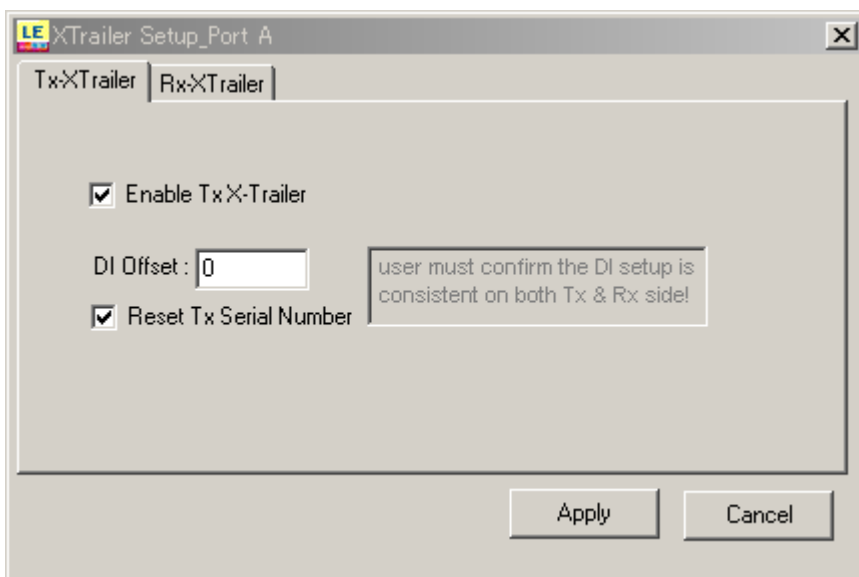 LE XTrailer Setup_Port A
Tx-XTrailer Rx-XTrailer
Enable Tx X-Trailer
DI Offset : 0
user must confirm the DI setup is
consistent on both Tx & Rx side!
Reset Tx Serial Number
Apply Cancel